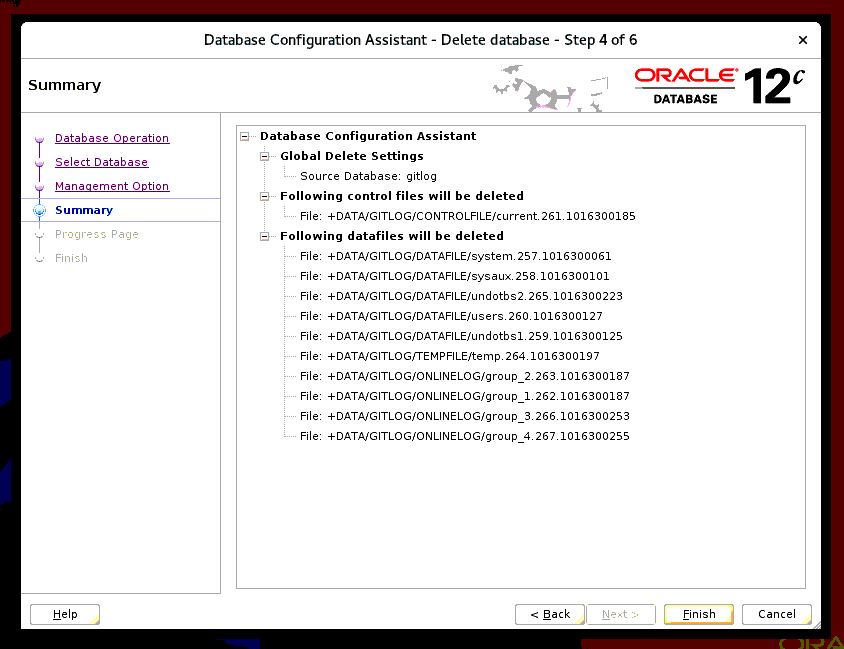 Database Configuration Assistant - Delete database - Step 4 of 6
Summary
ORACLE
DATABASE
12c
Database Operation
Select Database
Management Option
Summary
Progress Page
Finish
Database Configuration Assistant
Global Delete Settings
Source Database: gitlog
Following control files will be deleted
File: +DATA/GITLOG/CONTROLFILE/current.261.1016300185
Following datafiles will be deleted
File: +DATA/GITLOG/DATAFILE/system.257.1016300061
File: +DATA/GITLOG/DATAFILE/sysaux.258.1016300101
File: +DATA/GITLOG/DATAFILE/undotbs2.265.1016300223
File: +DATA/GITLOG/DATAFILE/users.260.1016300127
File: +DATA/GITLOG/DATAFILE/undotbs1.259.1016300125
File: +DATA/GITLOG/TEMPFILE/temp.264.1016300197
File: +DATA/GITLOG/ONLINELOG/group_2.263.1016300187
File: +DATA/GITLOG/ONLINELOG/group_1.262.1016300187
File: +DATA/GITLOG/ONLINELOG/group_3.266.1016300253
File: +DATA/GITLOG/ONLINELOG/group_4.267.1016300255
Help
< Back
Next >
Finish
Cancel